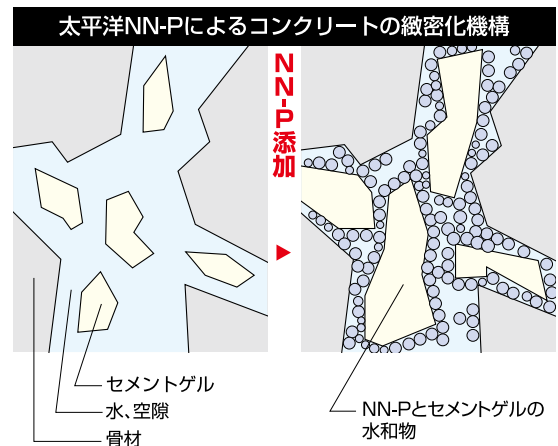 太平洋NN-Pによるコンクリートの緻密化機構
NN-P添加
セメントゲル
水、空隙
骨材
NN-Pとセメントゲルの
水和物